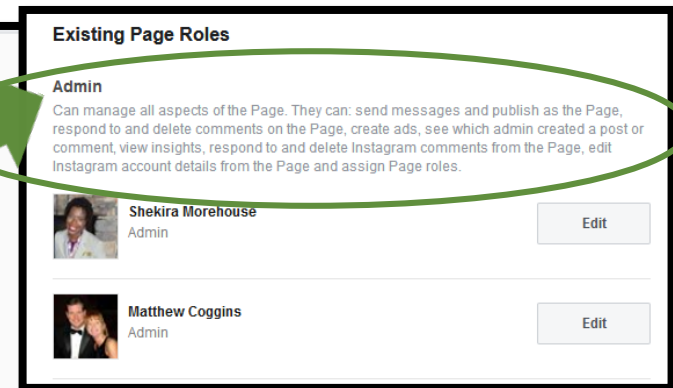 Existing Page Roles
Admin
Can manage all aspects of the Page. They can: send messages and publish as the Page,
respond to and delete comments on the Page, create ads, see which admin created a post or
comment, view insights, respond to and delete Instagram comments from the Page, edit
Instagram account details from the Page and assign Page roles.
Shekira Morehouse
Admin
Edit
Matthew Coggins
Admin
Edit